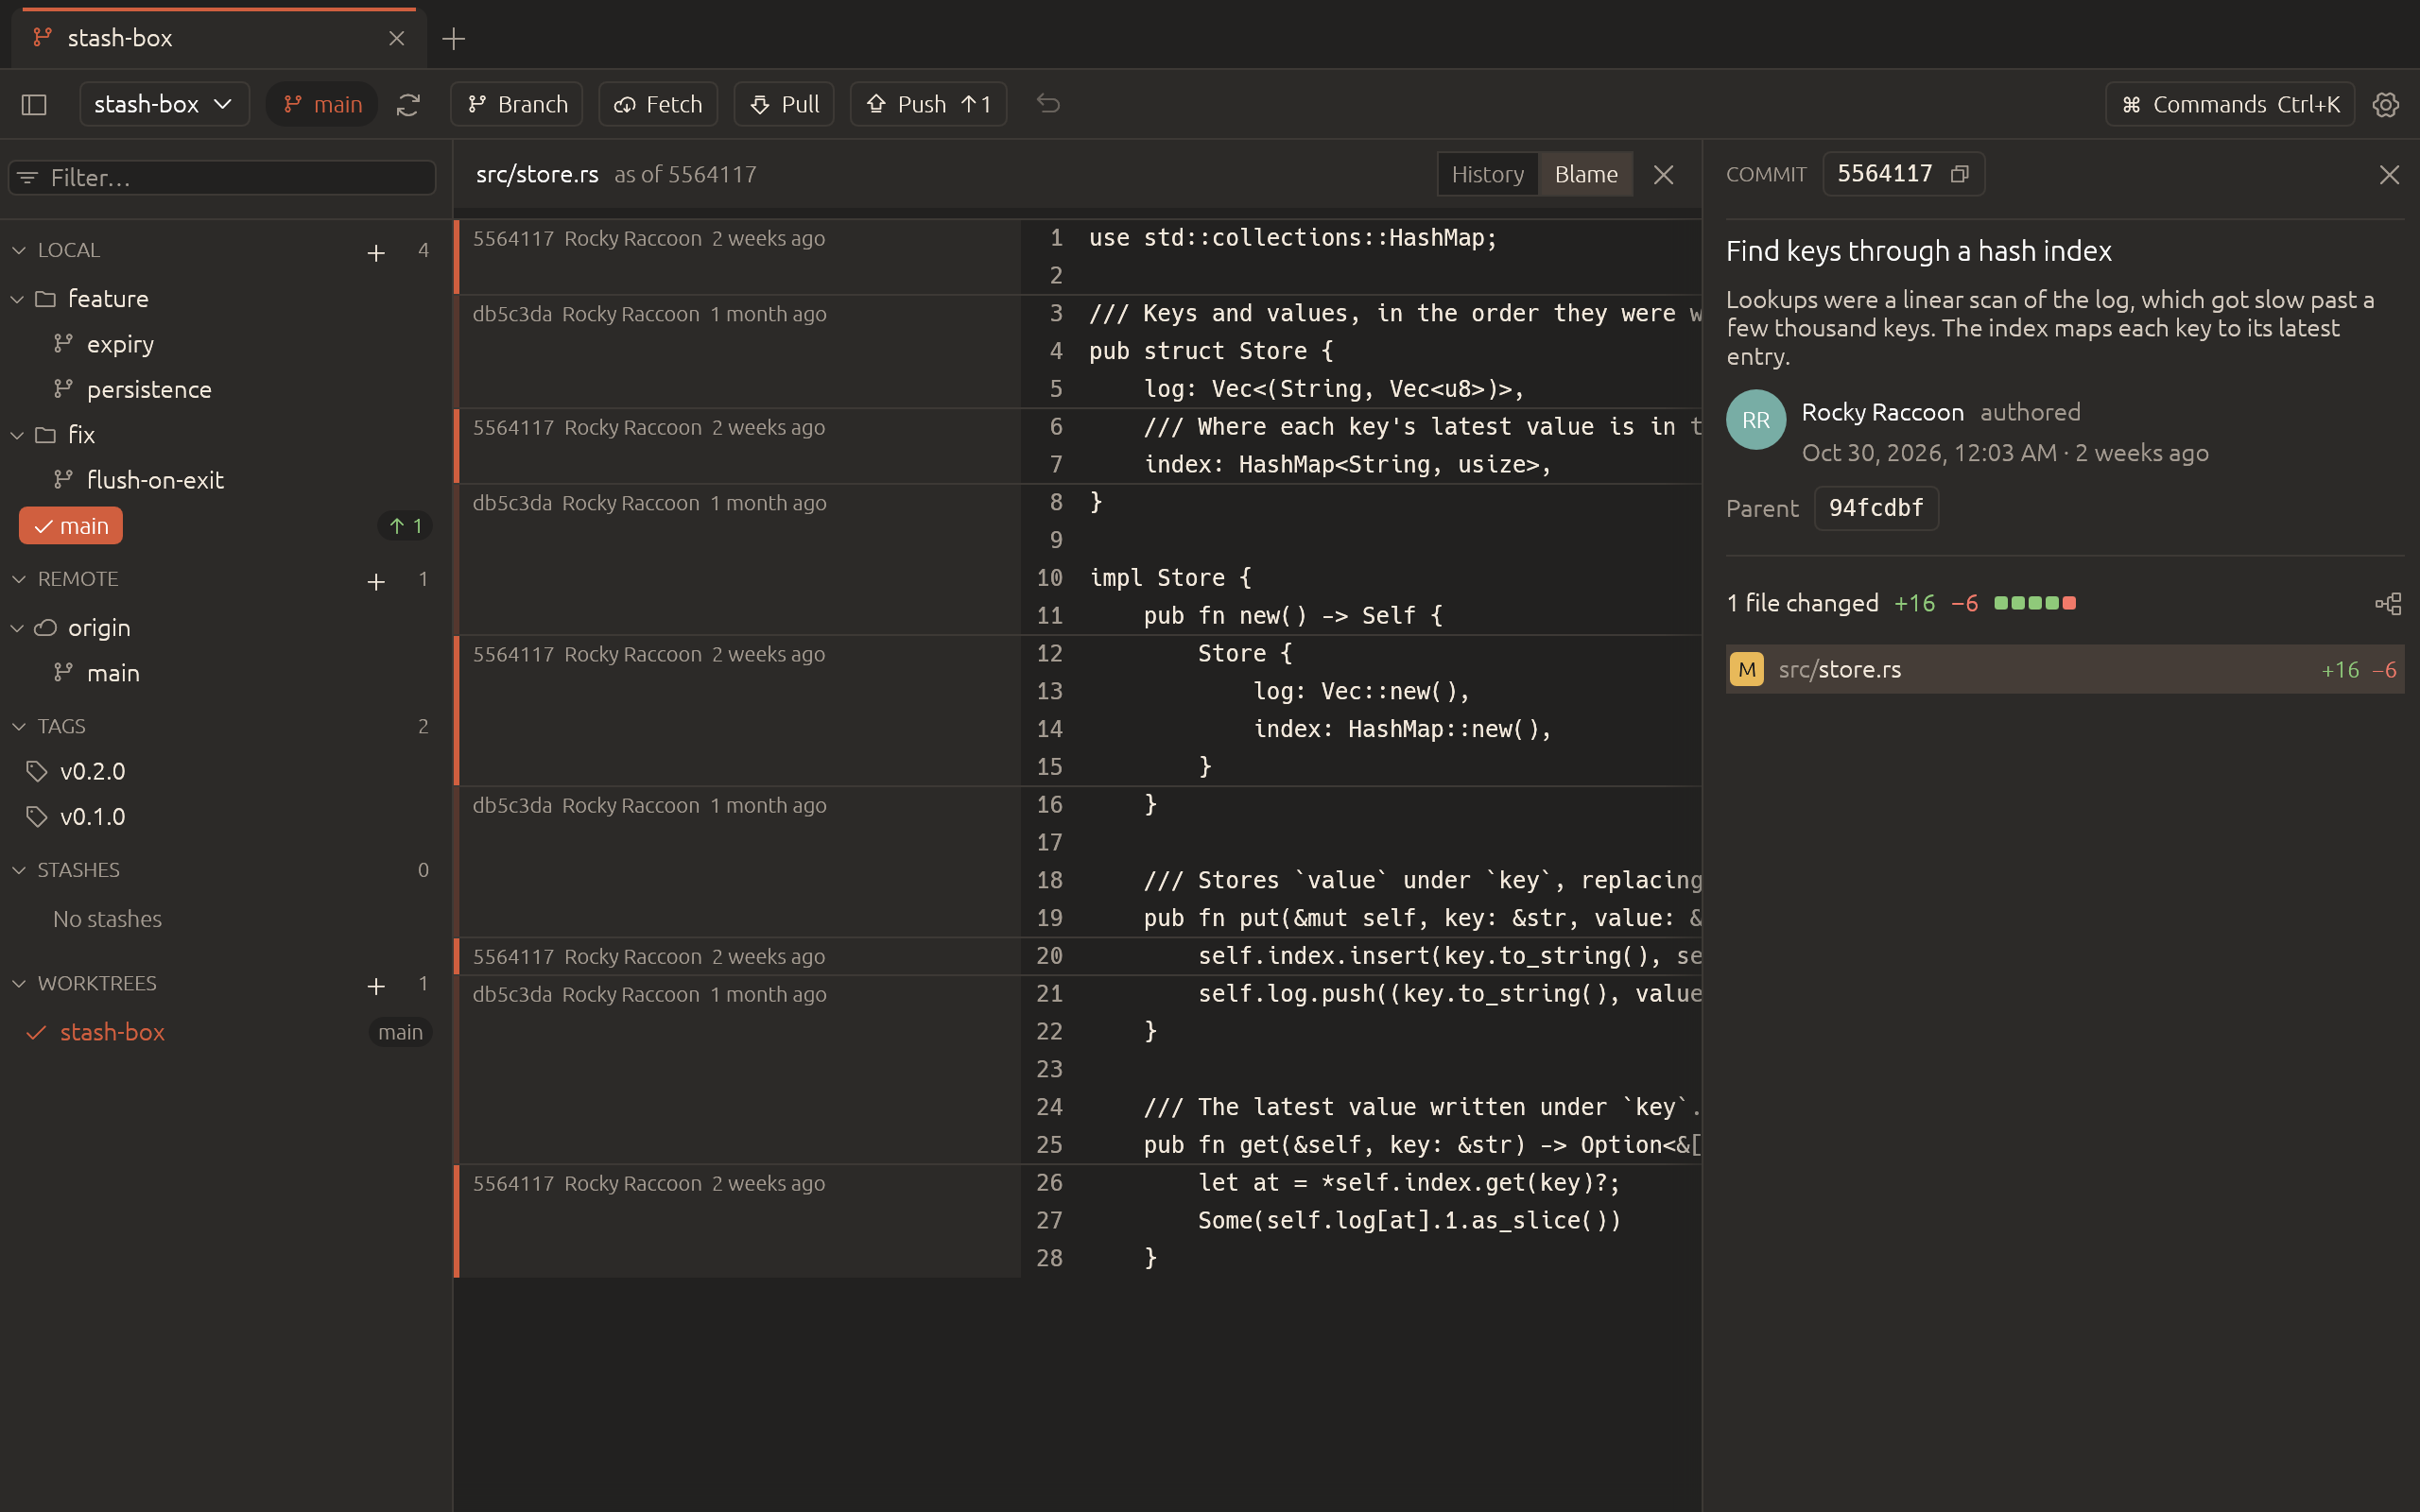 stash-box
stash-box main Branch Fetch Pull Push ↑1 Commands Ctrl+K
Filter…
LOCAL 4
feature
expiry
persistence
fix
flush-on-exit
main ↑ 1
REMOTE 1
origin
main
TAGS 2
v0.2.0
v0.1.0
STASHES 0
No stashes
WORKTREES 1
stash-box main
src/store.rs as of 5564117 History Blame
5564117 Rocky Raccoon 2 weeks ago 1 use std::collections::HashMap;
2
db5c3da Rocky Raccoon 1 month ago 3 /// Keys and values, in the order they were w
4 pub struct Store {
5     log: Vec<(String, Vec<u8>)>,
5564117 Rocky Raccoon 2 weeks ago 6     /// Where each key's latest value is in t
7     index: HashMap<String, usize>,
db5c3da Rocky Raccoon 1 month ago 8 }
9
10 impl Store {
11     pub fn new() -> Self {
5564117 Rocky Raccoon 2 weeks ago 12         Store {
13             log: Vec::new(),
14             index: HashMap::new(),
15         }
db5c3da Rocky Raccoon 1 month ago 16     }
17
18     /// Stores `value` under `key`, replacing
19     pub fn put(&mut self, key: &str, value: &
5564117 Rocky Raccoon 2 weeks ago 20         self.index.insert(key.to_string(), se
db5c3da Rocky Raccoon 1 month ago 21         self.log.push((key.to_string(), value
22     }
23
24     /// The latest value written under `key`.
25     pub fn get(&self, key: &str) -> Option<&[
5564117 Rocky Raccoon 2 weeks ago 26         let at = *self.index.get(key)?;
27         Some(self.log[at].1.as_slice())
28     }
COMMIT 5564117
Find keys through a hash index
Lookups were a linear scan of the log, which got slow past a
few thousand keys. The index maps each key to its latest
entry.
RR Rocky Raccoon authored
Oct 30, 2026, 12:03 AM · 2 weeks ago
Parent 94fcdbf
1 file changed +16 −6
M src/store.rs +16 −6